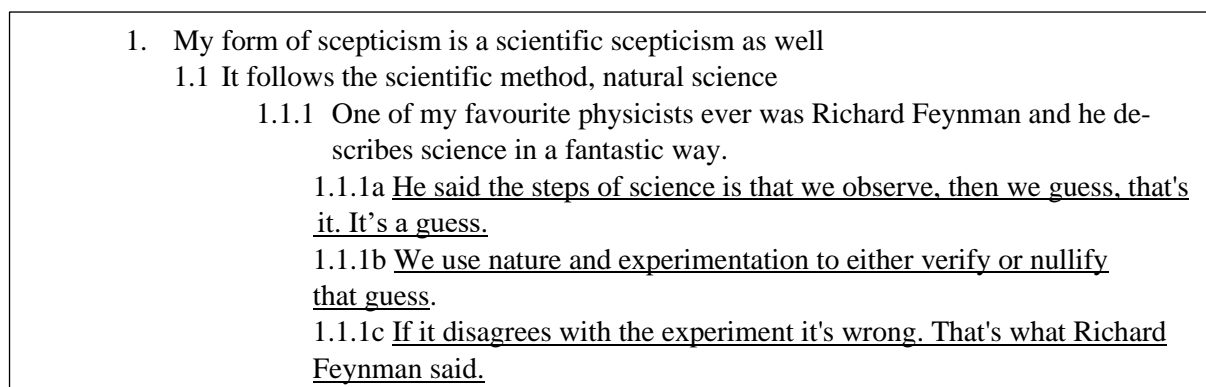 1. My form of scepticism is a scientific scepticism as well
1.1 It follows the scientific method, natural science
1.1.1 One of my favourite physicists ever was Richard Feynman and he de-
scribes science in a fantastic way.
1.1.1a He said the steps of science is that we observe, then we guess, that's
it. It’s a guess.
1.1.1b We use nature and experimentation to either verify or nullify
that guess.
1.1.1c If it disagrees with the experiment it's wrong. That's what Richard
Feynman said.